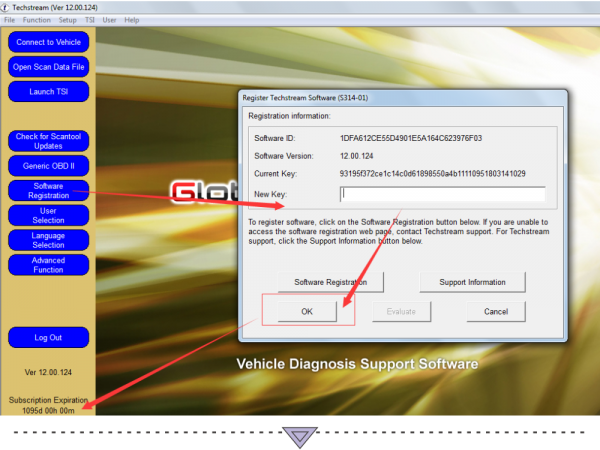 Techstream (Ver 12.00.124)
File Function Setup TSI User Help
Connect to Vehicle
Open Scan Data File
Launch TSI
Check for Scantool
Updates
Generic OBD II
Software
Registration
User
Selection
Language
Selection
Advanced
Function
Log Out
Ver 12.00.124
Subscription Expiration
1095d 00h 00m
Glob
Register Techstream Software (S314-01)
Registration information:
Software ID: 1DFA612CE55D4901E5A164C623976F03
Software Version: 12.00.124
Current Key: 93195f372ce1c14c0d61898550a4b11110951803141029
New Key:
To register software, click on the Software Registration button below. If you are unable to
access the software registration web page, contact Techstream support. For Techstream
support, click the Support Information button below.
Software Registration Support Information
OK Evaluate Cancel
Vehicle Diagnosis Support Software